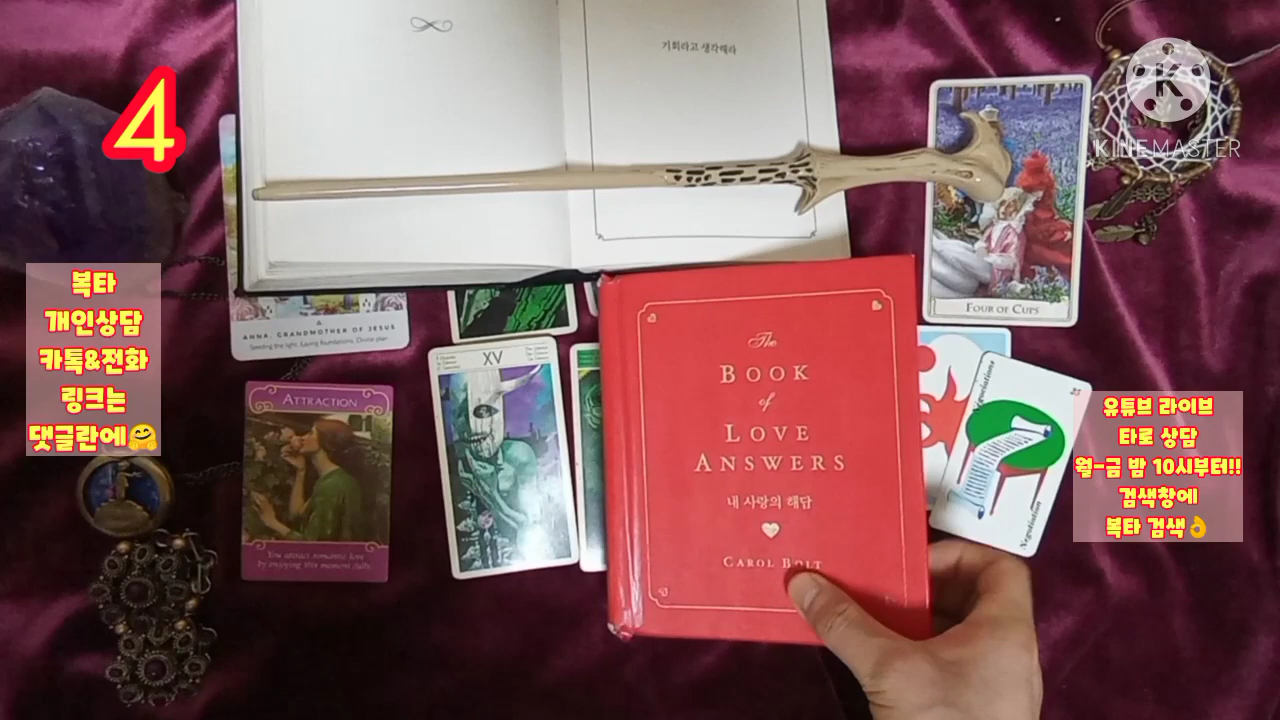 기회라고 생각해라
4
KINEMASTER
FOUR OF CUPS
복타
개인상담
카톡&전화
링크는
댓글란에🤗
ANNA, GRANDMOTHER OF JESUS
Seeding the light. Laying foundations. Divine plan.
ATTRACTION
You attract romantic love
by enjoying this moment fully.
XV
The
BOOK
of
LOVE
ANSWERS
내 사랑의 해답
CAROL BOLT
Negotiations
Negotiation
유튜브 라이브
타로 상담
월-금 밤 10시부터!!
검색창에
복타 검색👌